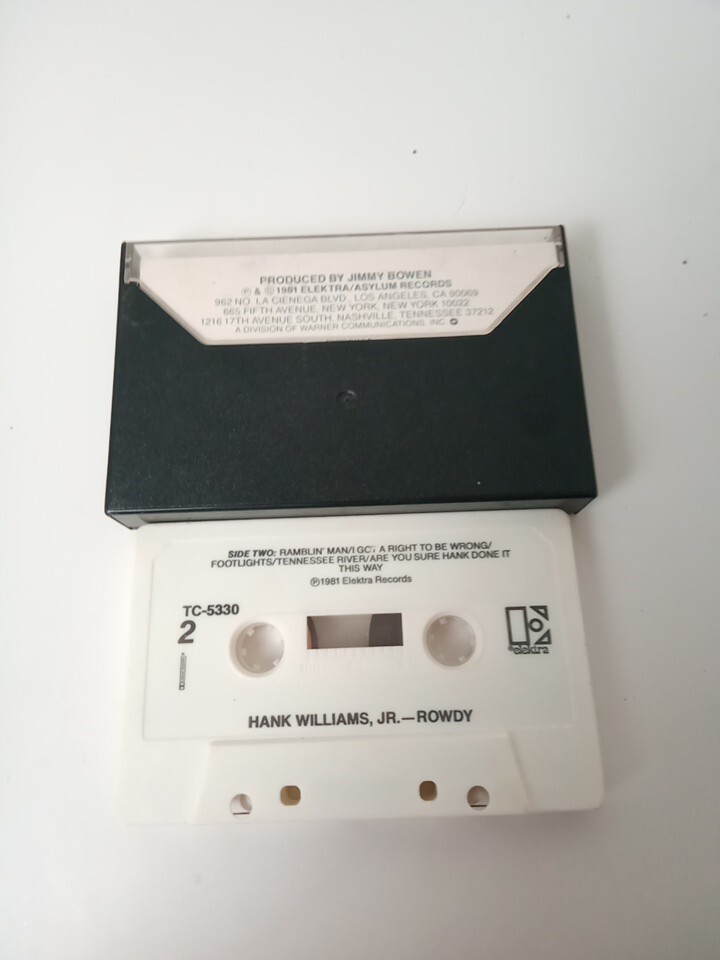 PRODUCED BY JIMMY BOWEN
℗ & © 1981 ELEKTRA/ASYLUM RECORDS
962 NO. LA CIENEGA BLVD., LOS ANGELES, CA 90069
665 FIFTH AVENUE, NEW YORK, NEW YORK 10022
1216 17TH AVENUE SOUTH, NASHVILLE, TENNESSEE 37212
A DIVISION OF WARNER COMMUNICATIONS, INC.
SIDE TWO: RAMBLIN' MAN/I GOT A RIGHT TO BE WRONG/
FOOTLIGHTS/TENNESSEE RIVER/ARE YOU SURE HANK DONE IT
THIS WAY
℗1981 Elektra Records
TC-5330
2
elektra
HANK WILLIAMS, JR.—ROWDY